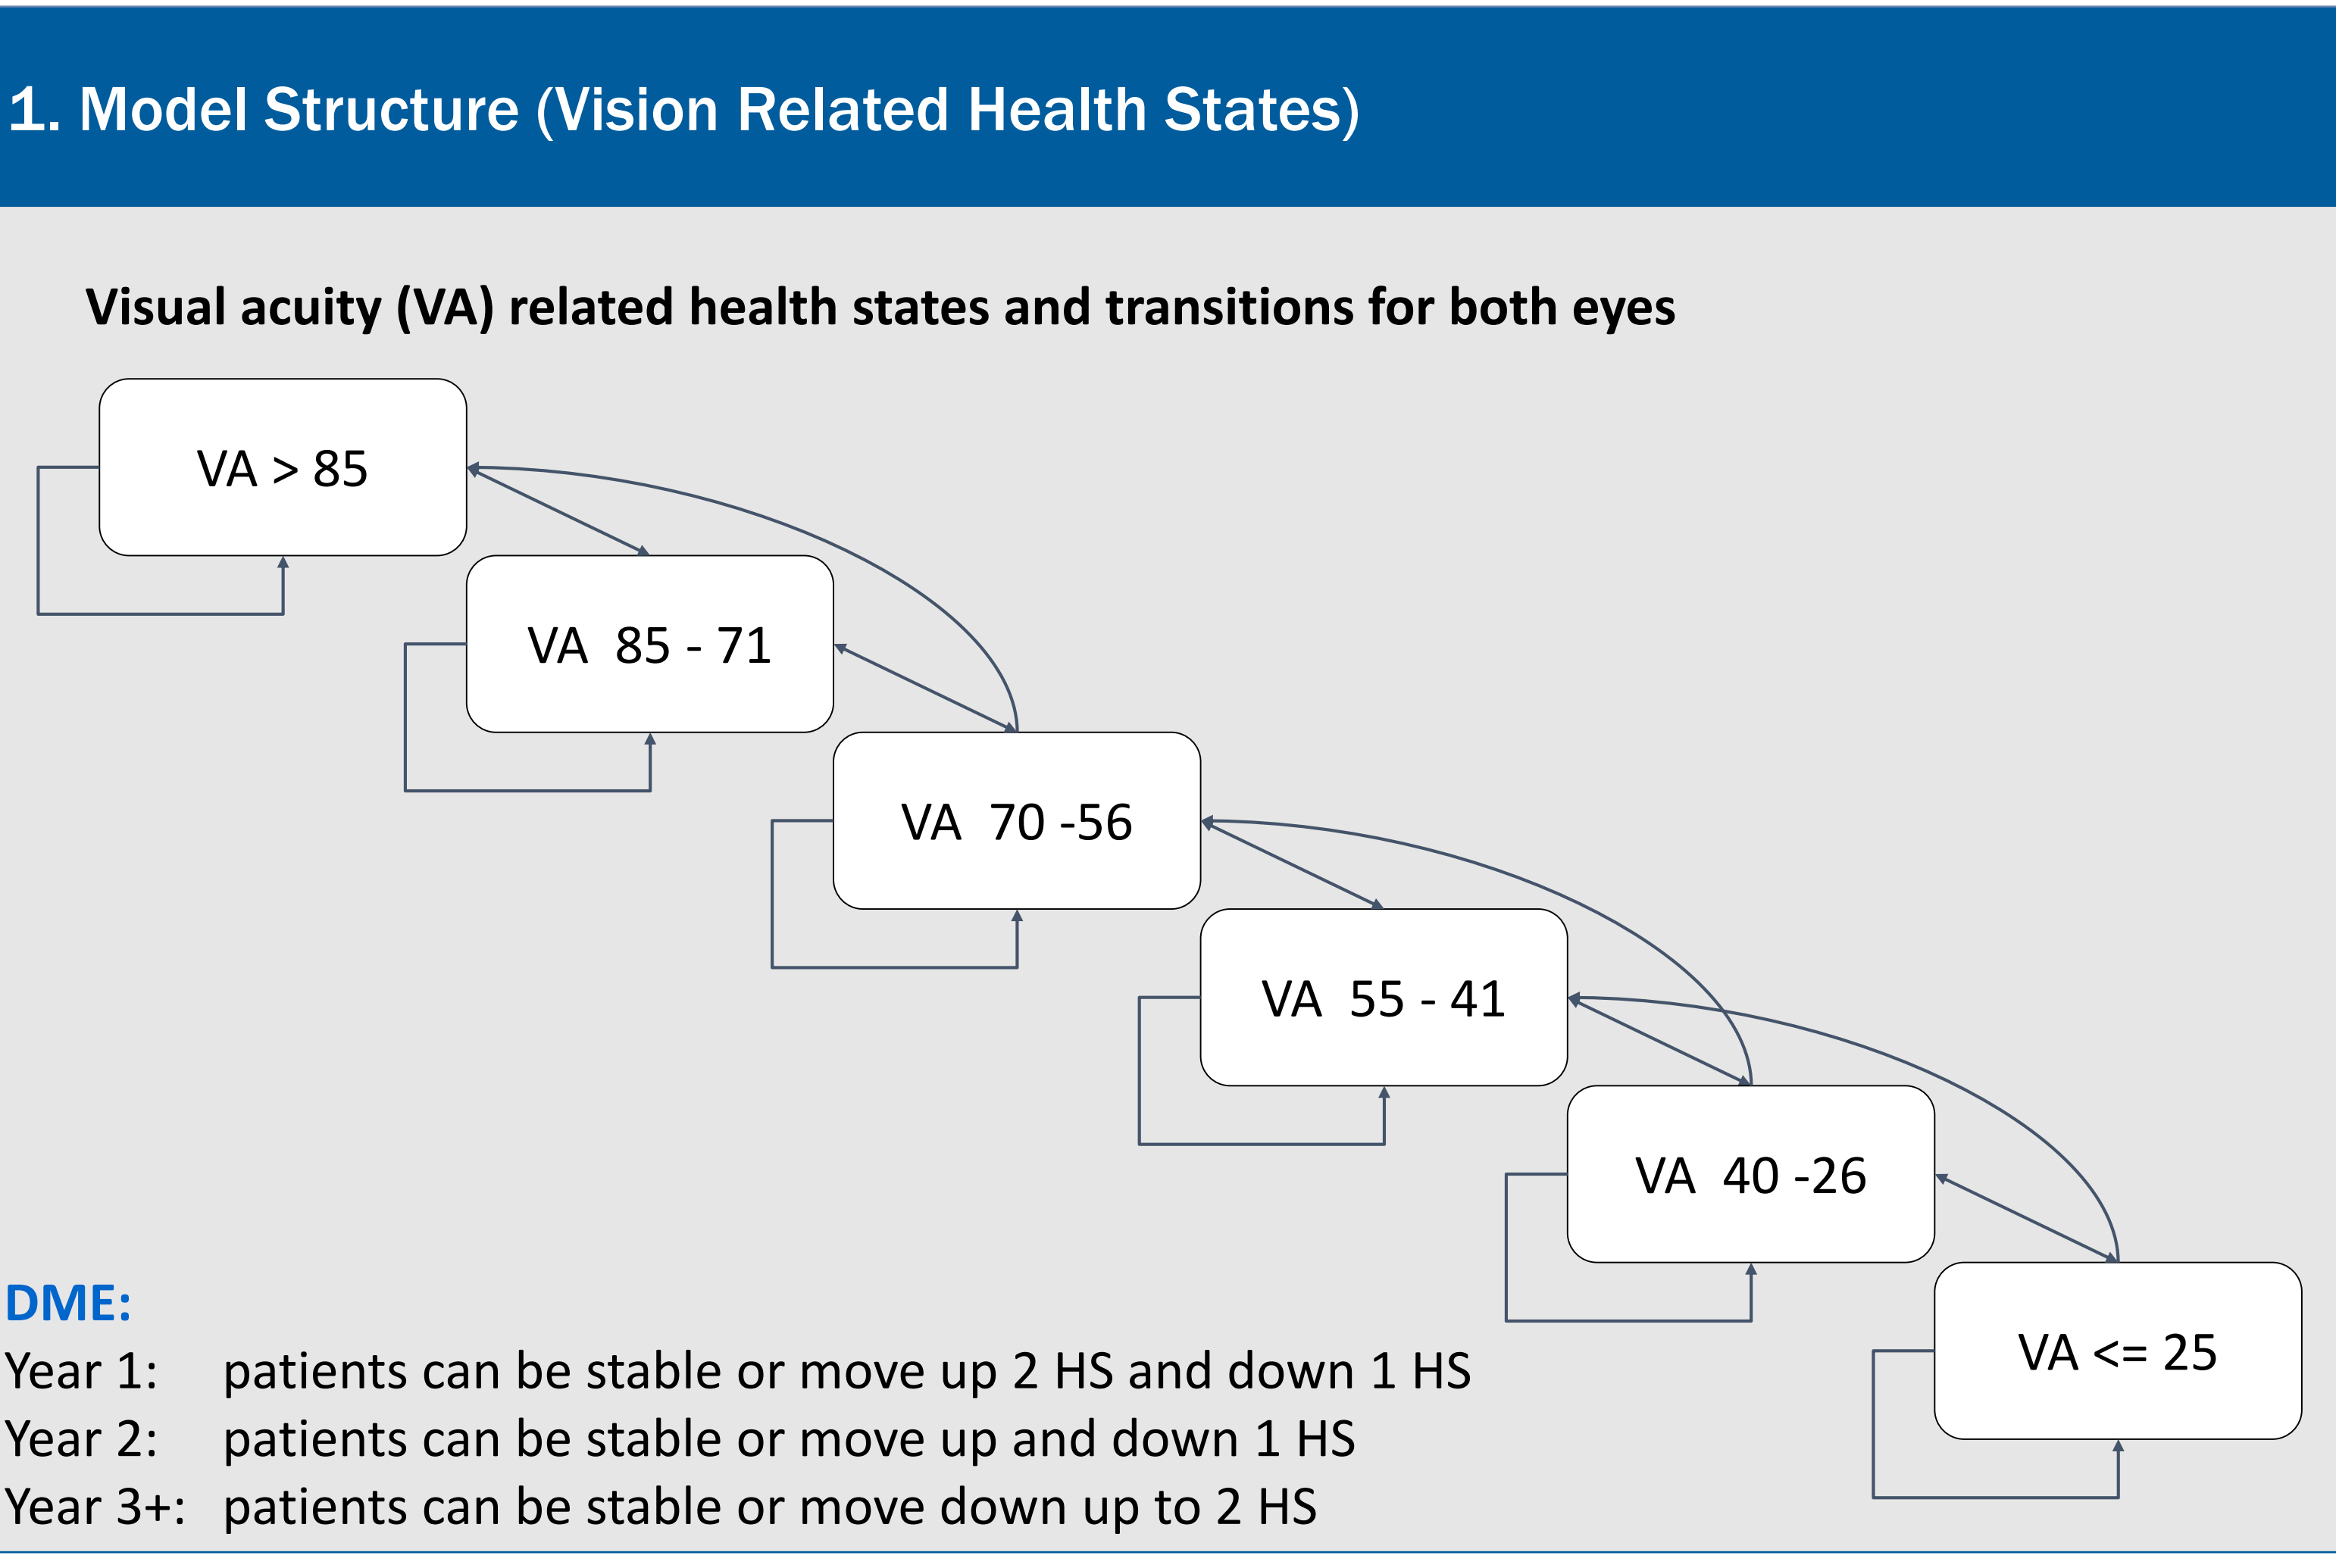 1. Model Structure (Vision Related Health States)
Visual acuity (VA) related health states and transitions for both eyes
VA > 85
VA 85 - 71
VA 70 -56
VA 55 - 41
VA 40 -26
VA <= 25
DME:
Year 1: patients can be stable or move up 2 HS and down 1 HS
Year 2: patients can be stable or move up and down 1 HS
Year 3+: patients can be stable or move down up to 2 HS